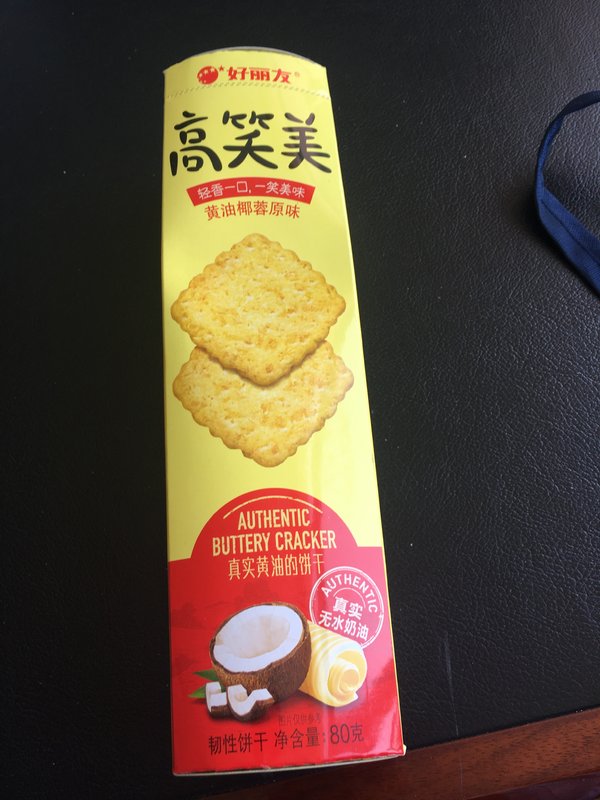 好丽友
高笑美
轻香一口,一笑美味
黄油椰蓉原味
AUTHENTIC
BUTTERY CRACKER
真实黄油的饼干
AUTHENTIC
真实
无水奶油
图片仅供参考
韧性饼干 净含量:80克